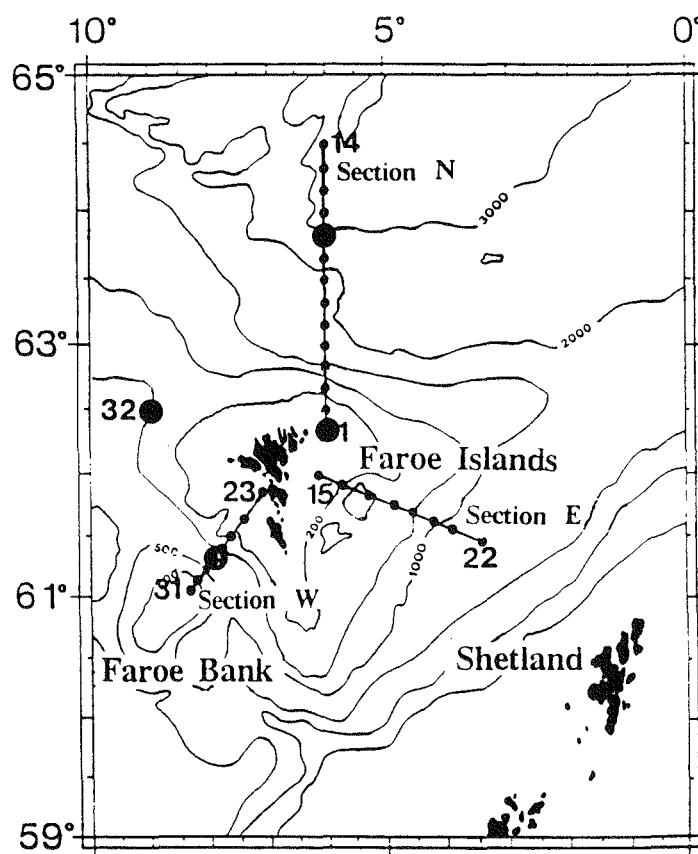 10° 5° 0°
65°
14
Section N
3000
63°
2000
32
1
Faroe Islands
23
15
200
Section E
22
500
1000
61°
31
Section W
Faroe Bank
Shetland
59°